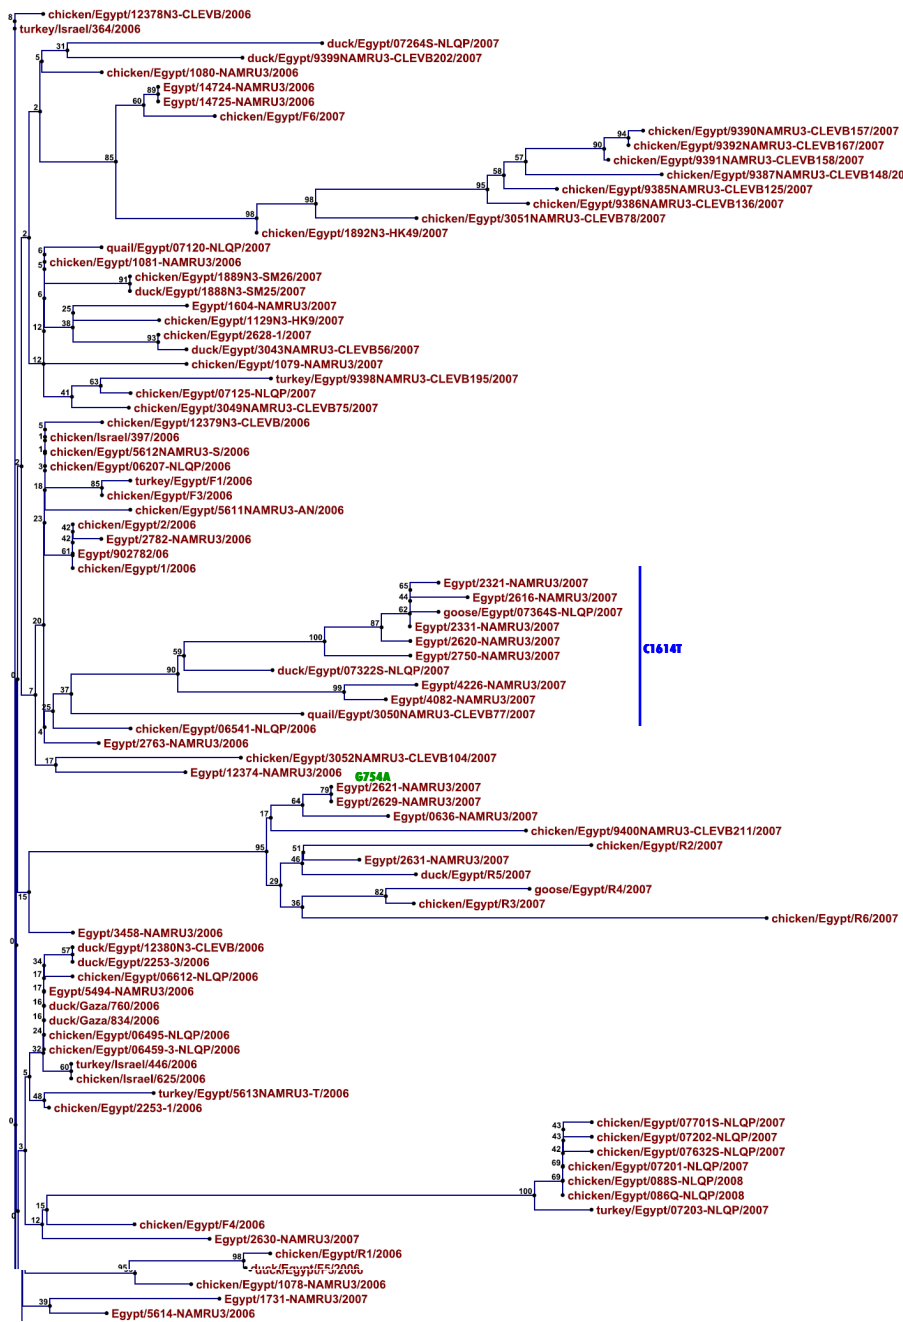 8
chicken/Egypt/12378N3-CLEVB/2006
turkey/Israel/364/2006
31
duck/Egypt/07264S-NLQP/2007
5
duck/Egypt/9399NAMRU3-CLEVB202/2007
chicken/Egypt/1080-NAMRU3/2006
2
89
Egypt/14724-NAMRU3/2006
60
Egypt/14725-NAMRU3/2006
chicken/Egypt/F6/2007
85
94
chicken/Egypt/9390NAMRU3-CLEVB157/2007
90
chicken/Egypt/9392NAMRU3-CLEVB167/2007
57
chicken/Egypt/9391NAMRU3-CLEVB158/2007
58
chicken/Egypt/9387NAMRU3-CLEVB148/20
95
chicken/Egypt/9385NAMRU3-CLEVB125/2007
98
chicken/Egypt/9386NAMRU3-CLEVB136/2007
98
chicken/Egypt/3051NAMRU3-CLEVB78/2007
chicken/Egypt/1892N3-HK49/2007
2
6
quail/Egypt/07120-NLQP/2007
5
chicken/Egypt/1081-NAMRU3/2006
91
chicken/Egypt/1889N3-SM26/2007
6
duck/Egypt/1888N3-SM25/2007
25
Egypt/1604-NAMRU3/2007
12
38
chicken/Egypt/1129N3-HK9/2007
93
chicken/Egypt/2628-1/2007
duck/Egypt/3043NAMRU3-CLEVB56/2007
12
chicken/Egypt/1079-NAMRU3/2007
63
turkey/Egypt/9398NAMRU3-CLEVB195/2007
41
chicken/Egypt/07125-NLQP/2007
chicken/Egypt/3049NAMRU3-CLEVB75/2007
5
chicken/Egypt/12379N3-CLEVB/2006
1
chicken/Israel/397/2006
1
chicken/Egypt/5612NAMRU3-S/2006
2
3
chicken/Egypt/06207-NLQP/2006
18
85
turkey/Egypt/F1/2006
chicken/Egypt/F3/2006
23
chicken/Egypt/5611NAMRU3-AN/2006
42
chicken/Egypt/2/2006
42
Egypt/2782-NAMRU3/2006
61
Egypt/902782/06
chicken/Egypt/1/2006
20
65
Egypt/2321-NAMRU3/2007
44
Egypt/2616-NAMRU3/2007
62
goose/Egypt/07364S-NLQP/2007
87
Egypt/2331-NAMRU3/2007
100
Egypt/2620-NAMRU3/2007
C1614T
59
Egypt/2750-NAMRU3/2007
90
duck/Egypt/07322S-NLQP/2007
0
37
99
Egypt/4226-NAMRU3/2007
7
Egypt/4082-NAMRU3/2007
25
quail/Egypt/3050NAMRU3-CLEVB77/2007
4
chicken/Egypt/06541-NLQP/2006
Egypt/2763-NAMRU3/2006
17
chicken/Egypt/3052NAMRU3-CLEVB104/2007
Egypt/12374-NAMRU3/2006
G754A
79
Egypt/2621-NAMRU3/2007
64
Egypt/2629-NAMRU3/2007
17
Egypt/0636-NAMRU3/2007
chicken/Egypt/9400NAMRU3-CLEVB211/2007
95
51
chicken/Egypt/R2/2007
46
Egypt/2631-NAMRU3/2007
29
duck/Egypt/R5/2007
15
82
goose/Egypt/R4/2007
36
chicken/Egypt/R3/2007
chicken/Egypt/R6/2007
Egypt/3458-NAMRU3/2006
0
57
duck/Egypt/12380N3-CLEVB/2006
34
duck/Egypt/2253-3/2006
17
chicken/Egypt/06612-NLQP/2006
17
Egypt/5494-NAMRU3/2006
16
duck/Gaza/760/2006
16
duck/Gaza/834/2006
24
chicken/Egypt/06495-NLQP/2006
32
chicken/Egypt/06459-3-NLQP/2006
60
turkey/Israel/446/2006
5
chicken/Israel/625/2006
48
turkey/Egypt/5613NAMRU3-T/2006
chicken/Egypt/2253-1/2006
0
43
chicken/Egypt/07701S-NLQP/2007
43
chicken/Egypt/07202-NLQP/2007
3
42
chicken/Egypt/07632S-NLQP/2007
69
chicken/Egypt/07201-NLQP/2007
69
chicken/Egypt/088S-NLQP/2008
100
chicken/Egypt/086Q-NLQP/2008
0
15
turkey/Egypt/07203-NLQP/2007
12
chicken/Egypt/F4/2006
Egypt/2630-NAMRU3/2007
98
chicken/Egypt/R1/2006
95
chicken/Egypt/1078-NAMRU3/2006
39
Egypt/1731-NAMRU3/2007
Egypt/5614-NAMRU3/2006